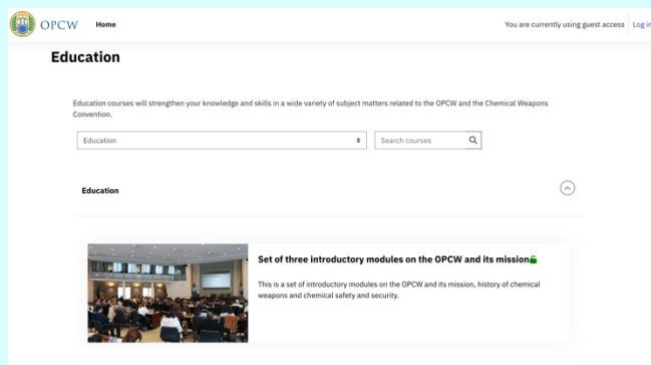 OPCW
Home
You are currently using guest access
Log in
Education
Education courses will strengthen your knowledge and skills in a wide variety of subject matters related to the OPCW and the Chemical Weapons
Convention.
Education
Search courses
Education
Set of three introductory modules on the OPCW and its mission
This is a set of introductory modules on the OPCW and its mission, history of chemical
weapons and chemical safety and security.